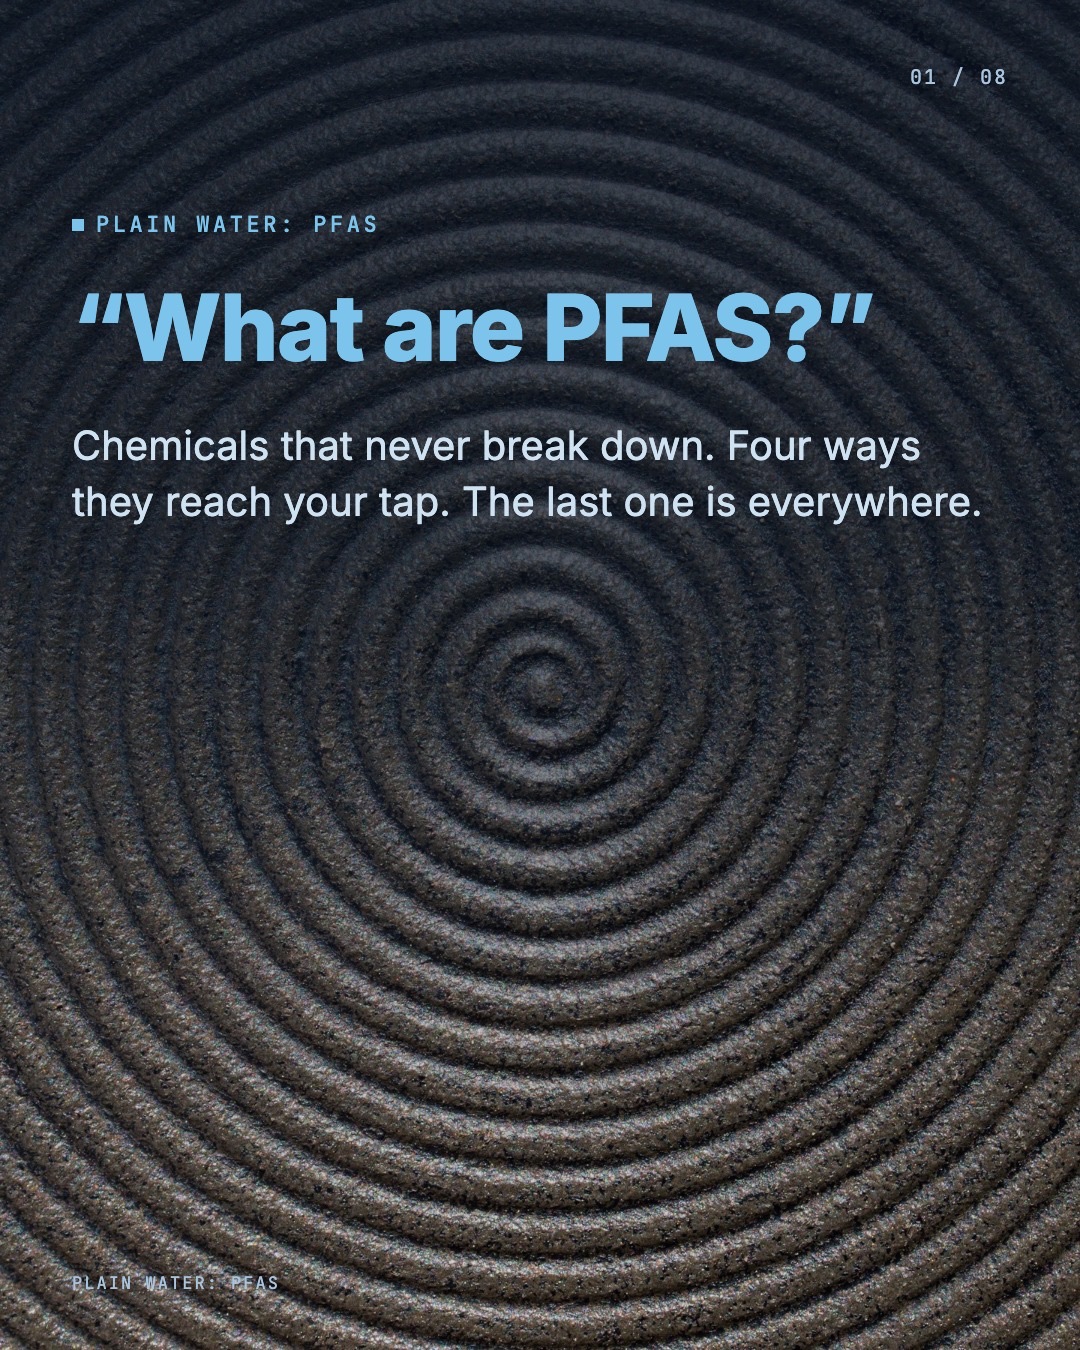 01 / 08
PLAIN WATER: PFAS
“What are PFAS?”
Chemicals that never break down. Four ways
they reach your tap. The last one is everywhere.
PLAIN WATER: PFAS